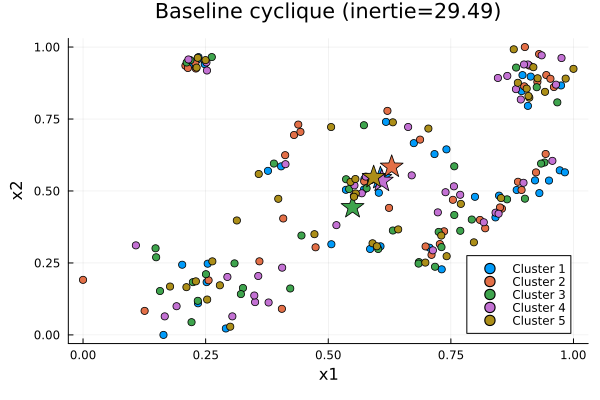 Baseline cyclique (inertie=29.49)
1.00
0.75
0.50
0.25
0.00
x2
0.00 0.25 0.50 0.75 1.00
x1
Cluster 1
Cluster 2
Cluster 3
Cluster 4
Cluster 5